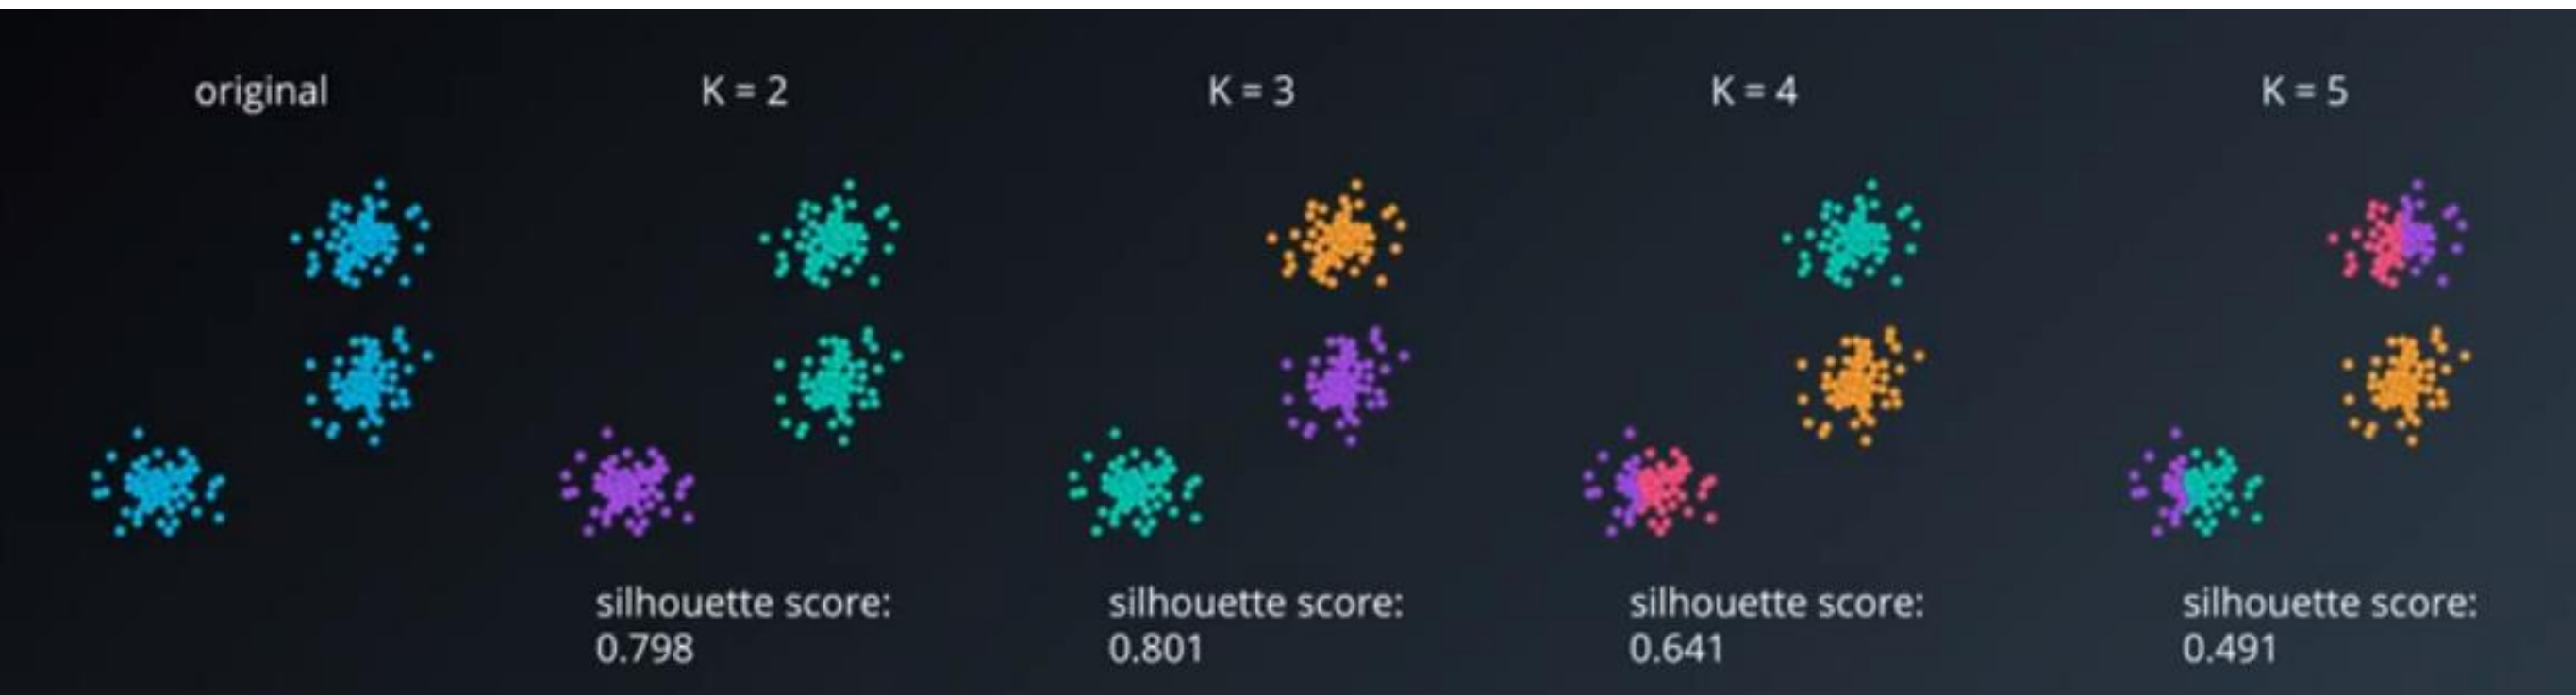 original
K = 2
K = 3
K = 4
K = 5
silhouette score:
0.798
silhouette score:
0.801
silhouette score:
0.641
silhouette score:
0.491